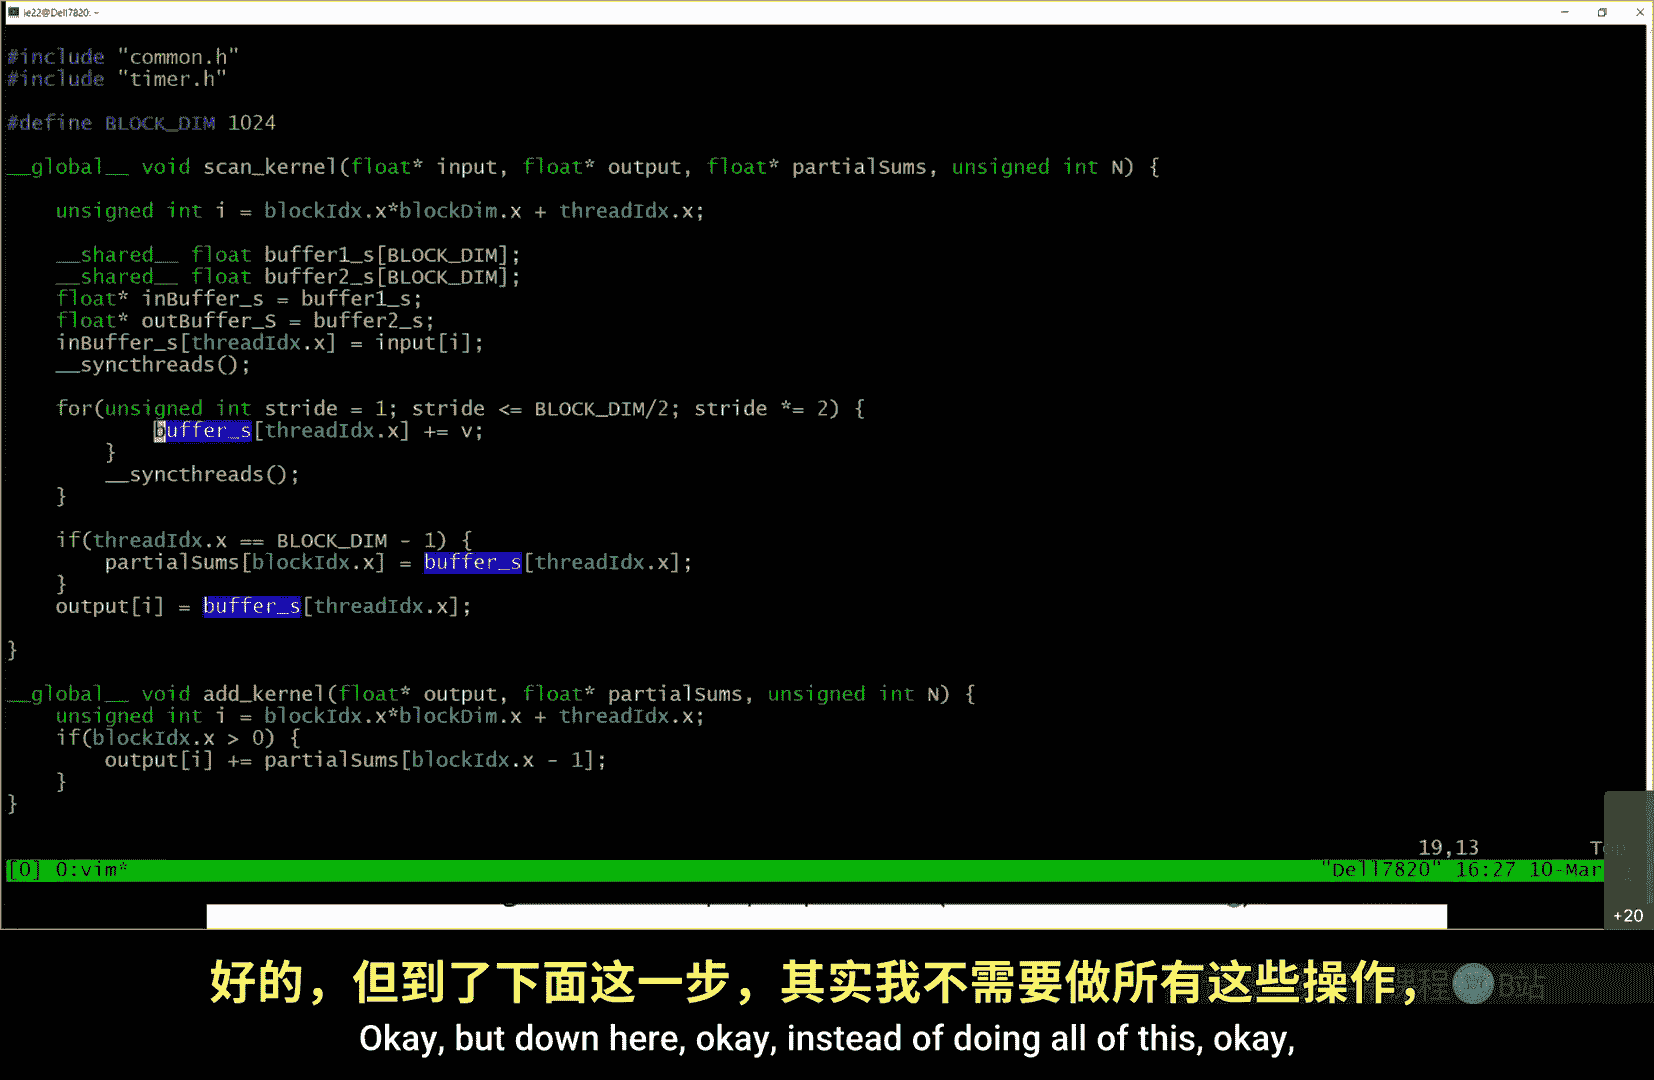 ie22@Dell7820: ~
#include "common.h"
#include "timer.h"
#define BLOCK_DIM 1024
__global__ void scan_kernel(float* input, float* output, float* partialSums, unsigned int N) {
unsigned int i = blockIdx.x*blockDim.x + threadIdx.x;
__shared__ float buffer1_s[BLOCK_DIM];
__shared__ float buffer2_s[BLOCK_DIM];
float* inBuffer_s = buffer1_s;
float* outBuffer_S = buffer2_s;
inBuffer_s[threadIdx.x] = input[i];
__syncthreads();
for(unsigned int stride = 1; stride <= BLOCK_DIM/2; stride *= 2) {
buffer_s[threadIdx.x] += v;
}
__syncthreads();
}
if(threadIdx.x == BLOCK_DIM - 1) {
partialSums[blockIdx.x] = buffer_s[threadIdx.x];
}
output[i] = buffer_s[threadIdx.x];
}
__global__ void add_kernel(float* output, float* partialSums, unsigned int N) {
unsigned int i = blockIdx.x*blockDim.x + threadIdx.x;
if(blockIdx.x > 0) {
output[i] += partialSums[blockIdx.x - 1];
}
}
19,13 Top
[0] 0:vim* "Dell7820" 16:27 10-Mar
+20
好的，但到了下面这一步，其实我不需要做所有这些操作，
课程 B站
Okay, but down here, okay, instead of doing all of this, okay,